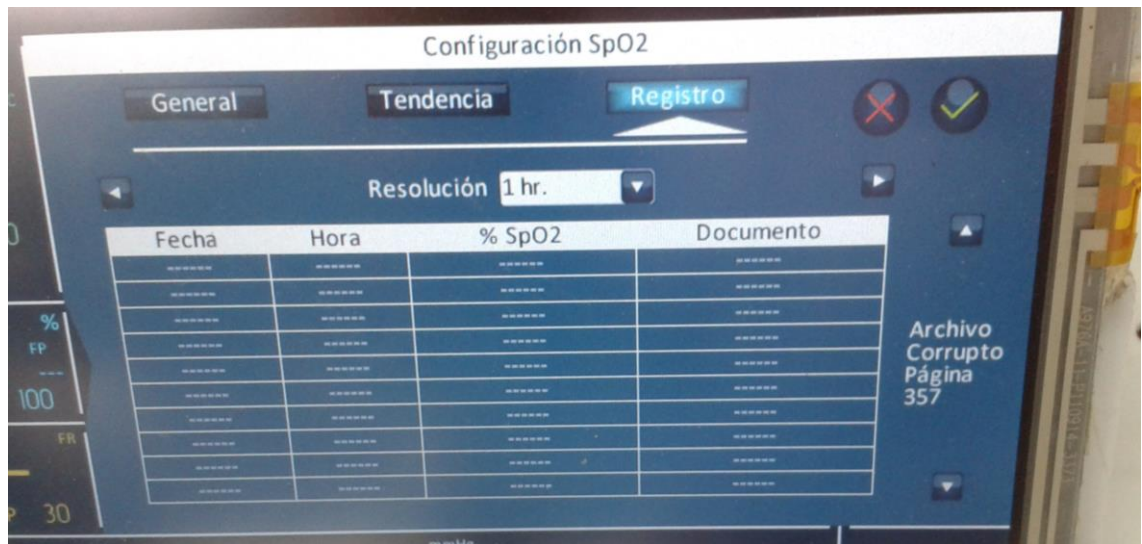 Configuración SpO2
General Tendencia Registro
Resolución 1 hr.
Fecha Hora % SpO2 Documento
------ ------ ------ ------
------ ------ ------ ------
------ ------ ------ ------
------ ------ ------ ------
------ ------ ------ ------
------ ------ ------ ------
------ ------ ------ ------
------ ------ ------ ------
------ ------ ------ ------
------ ------ ------ ------
Archivo
Corrupto
Página
357
%
FP
---
100
FR
30